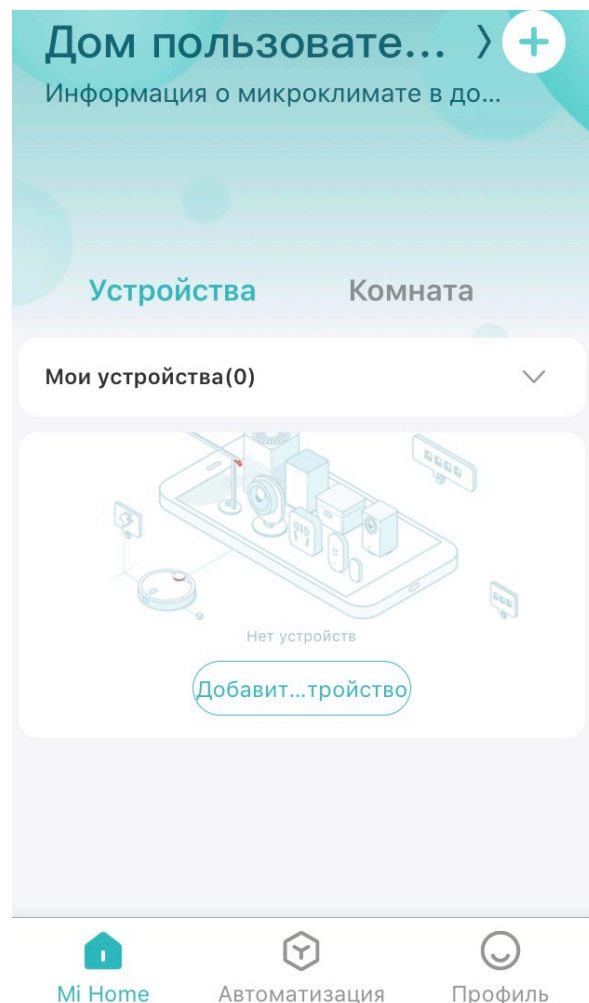 Дом пользовате...
Информация о микроклимате в до...
Устройства Комната
Мои устройства(0)
Нет устройств
Добавит...тройство
Mi Home Автоматизация Профиль